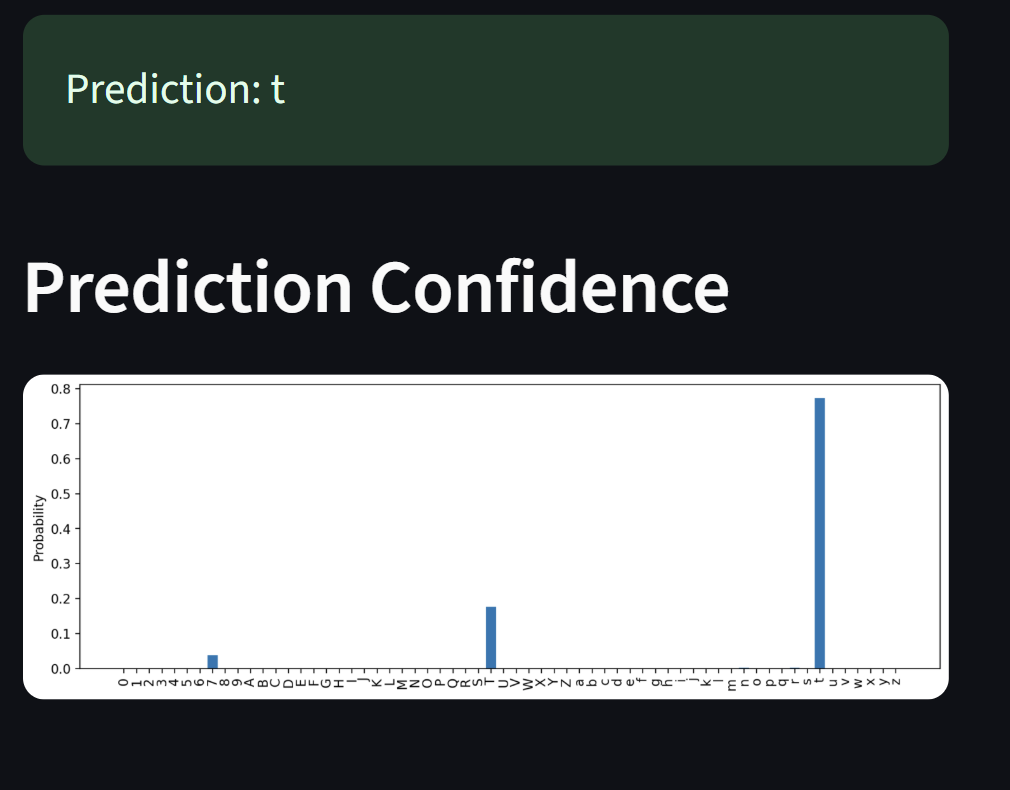 Prediction: t
Prediction Confidence
0.8
0.7
0.6
0.5
0.4
0.3
0.2
0.1
0.0
Probability
0 1 2 3 4 5 6 7 8 9 A B C D E F G H I J K L M N O P Q R S T U V W X Y Z a b c d e f g h i j k l m n o p q r s t u v w x y z